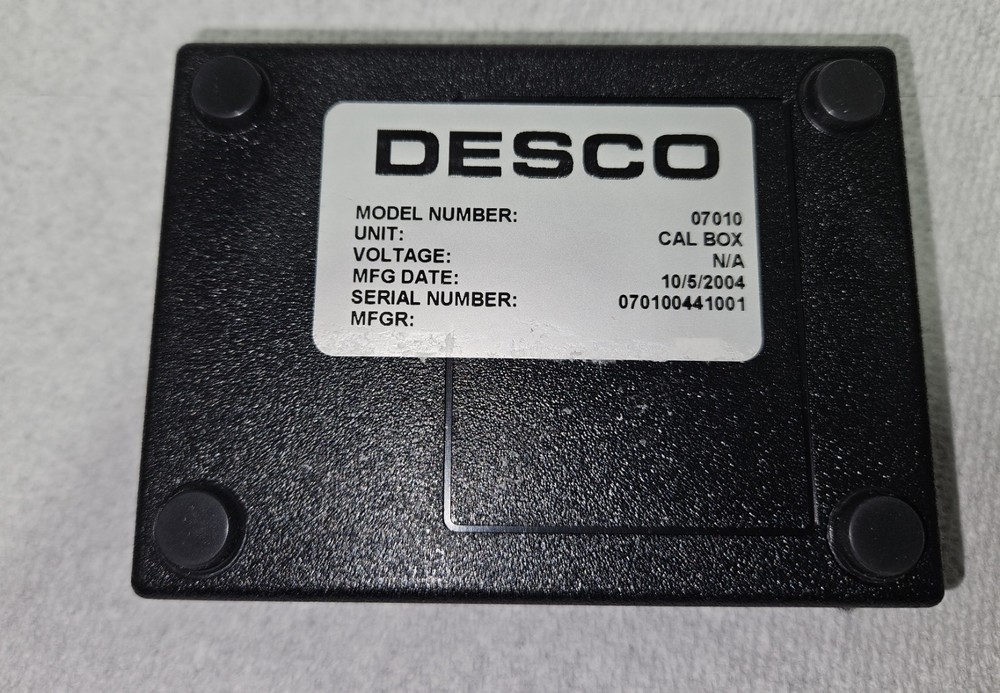 DESCO
MODEL NUMBER: 07010
UNIT: CAL BOX
VOLTAGE: N/A
MFG DATE: 10/5/2004
SERIAL NUMBER: 070100441001
MFGR: